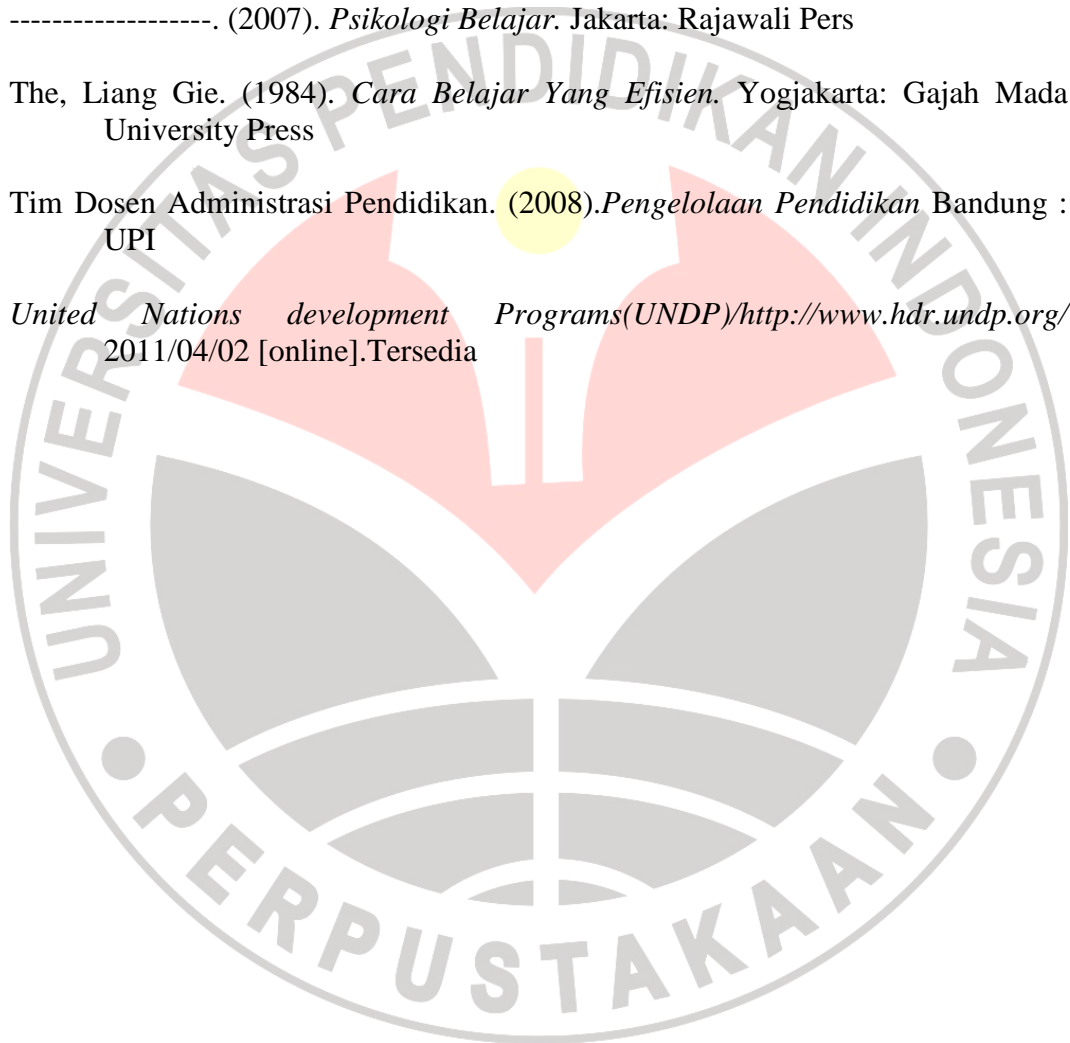 -------------------. (2007). Psikologi Belajar. Jakarta: Rajawali Pers
The, Liang Gie. (1984). Cara Belajar Yang Efisien. Yogjakarta: Gajah Mada
University Press
Tim Dosen Administrasi Pendidikan. (2008).Pengelolaan Pendidikan Bandung :
UPI
United Nations development Programs(UNDP)/http://www.hdr.undp.org/
2011/04/02 [online].Tersedia
UNIVERSITAS PENDIDIKAN INDONESIA
PERPUSTAKAAN